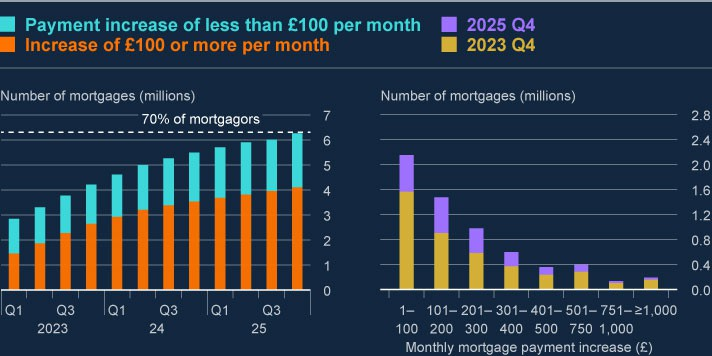 Payment increase of less than £100 per month
Increase of £100 or more per month
2025 Q4
2023 Q4
Number of mortgages (millions)
70% of mortgagors
7
6
5
4
3
2
1
0
Q1 Q3 Q1 Q3 Q1 Q3
2023 24 25
Number of mortgages (millions)
2.8
2.4
2.0
1.6
1.2
0.8
0.4
0.0
1– 101– 201– 301– 401– 501– 751– ≥1,000
100 200 300 400 500 750 1,000
Monthly mortgage payment increase (£)